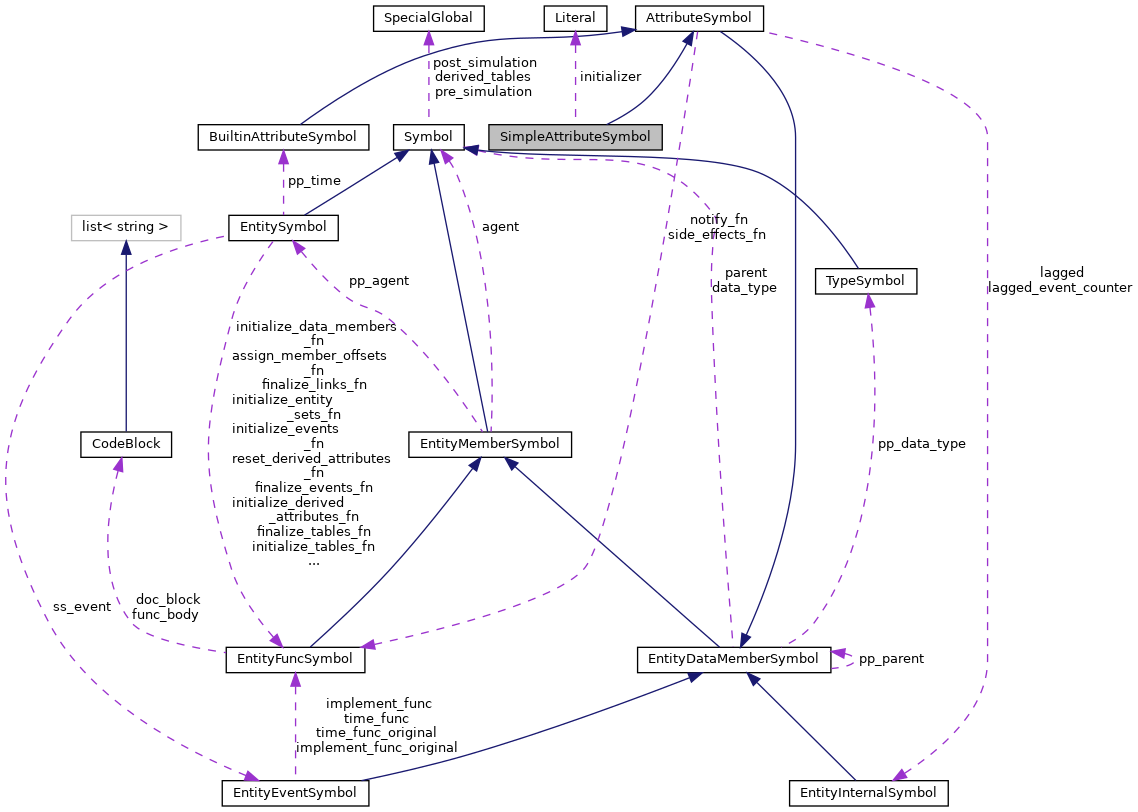 SpecialGlobal
Literal
AttributeSymbol
post_simulation
derived_tables
pre_simulation
initializer
BuiltinAttributeSymbol
Symbol
SimpleAttributeSymbol
pp_time
list< string >
EntitySymbol
agent
notify_fn
side_effects_fn
pp_agent
parent
data_type
TypeSymbol
lagged
lagged_event_counter
initialize_data_members
_fn
assign_member_offsets
_fn
finalize_links_fn
initialize_entity
_sets_fn
initialize_events
_fn
reset_derived_attributes
_fn
finalize_events_fn
initialize_derived
_attributes_fn
finalize_tables_fn
initialize_tables_fn
...
CodeBlock
EntityMemberSymbol
pp_data_type
ss_event
doc_block
func_body
EntityFuncSymbol
EntityDataMemberSymbol
pp_parent
implement_func
time_func
time_func_original
implement_func_original
EntityEventSymbol
EntityInternalSymbol